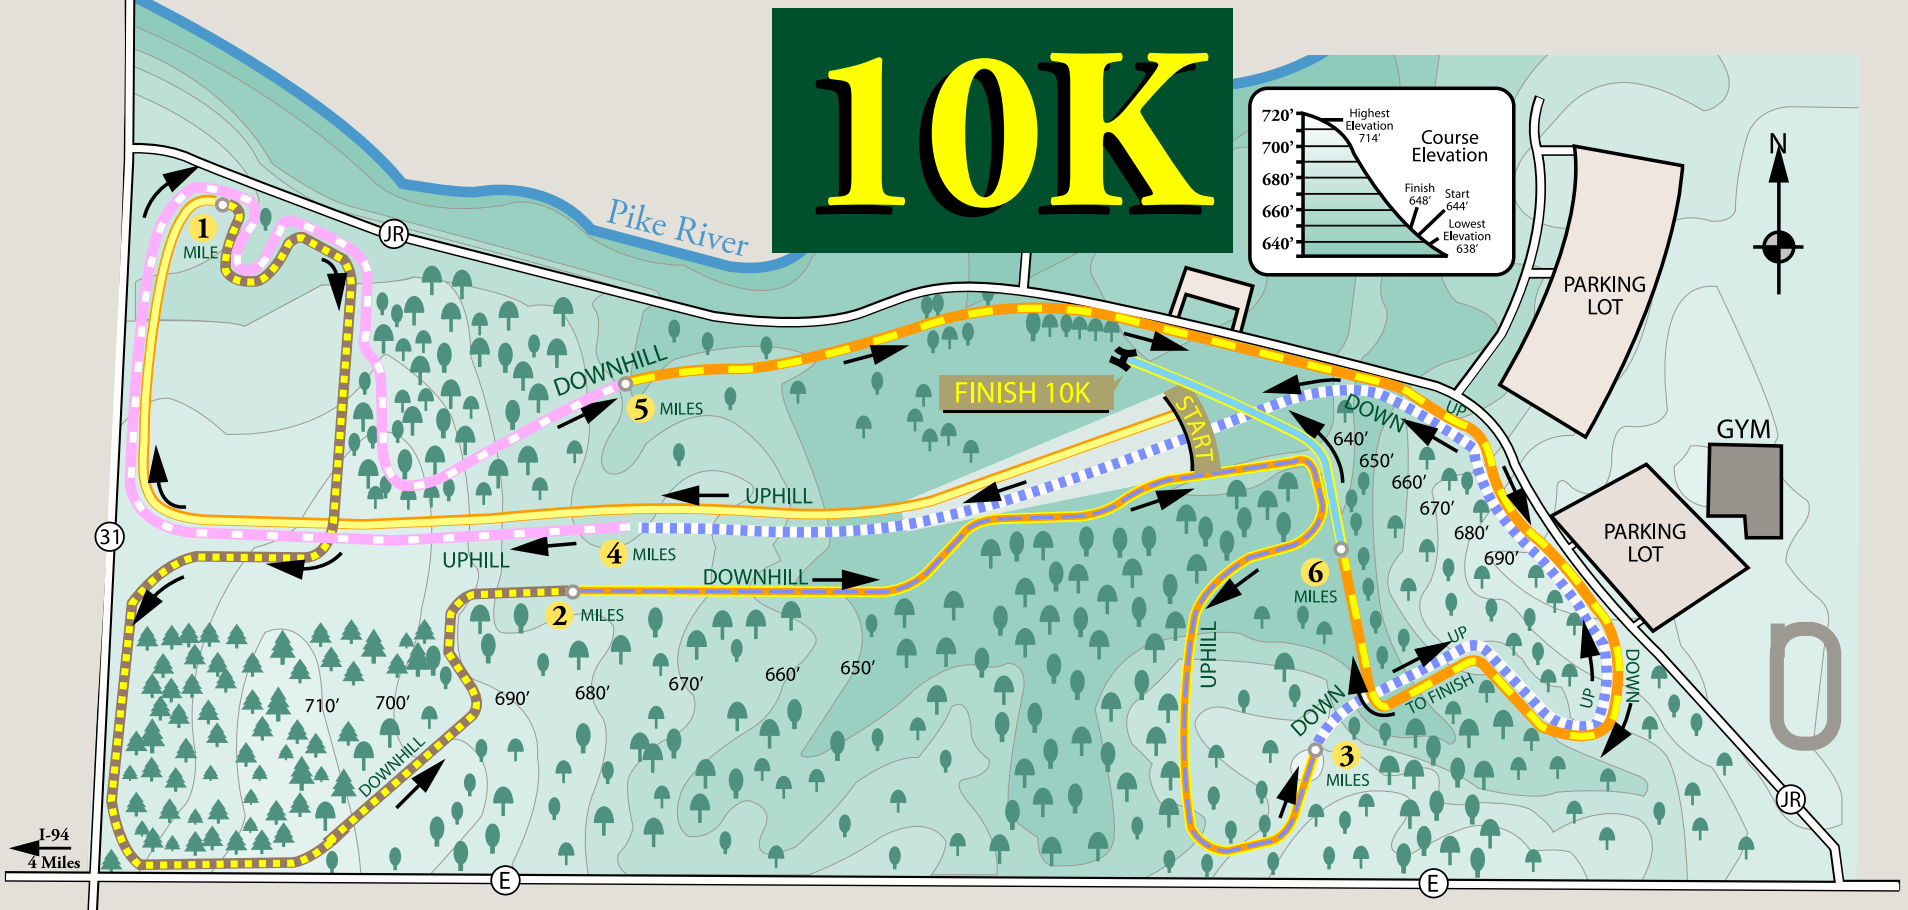 10K
Pike River
720'
700'
680'
660'
640'
Highest
Elevation
714'
Course
Elevation
Finish
648'
Start
644'
Lowest
Elevation
638'
N
1
MILE
JR
PARKING
LOT
DOWNHILL
5 MILES
FINISH 10K
START
DOWN
UP
GYM
640'
650'
660'
670'
680'
690'
UPHILL
31
UPHILL
4 MILES
PARKING
LOT
DOWNHILL
6
MILES
2 MILES
UPHILL
UP
DOWN
UP
TO FINISH
DOWN
710'
700'
690'
680'
670'
660'
650'
DOWNHILL
3
MILES
JR
I-94
4 Miles
E
E